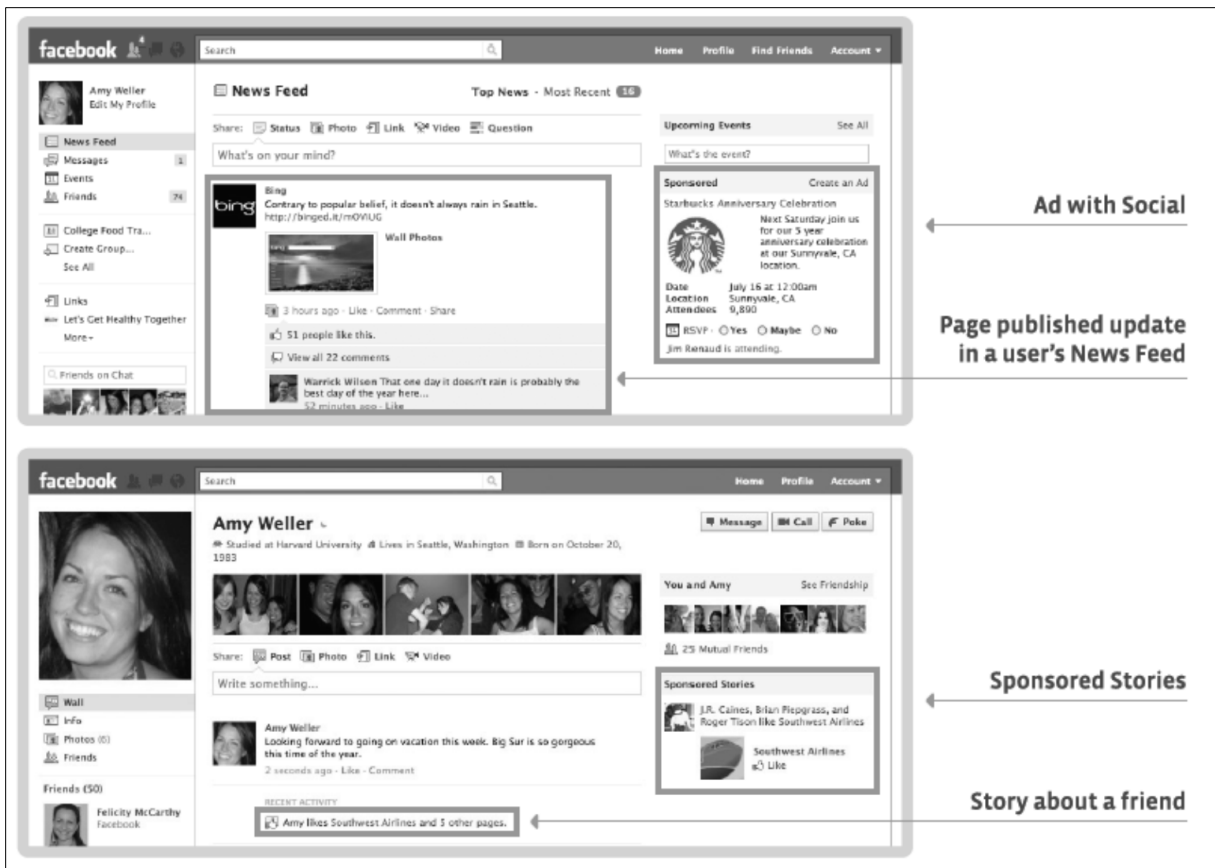 facebook
4
Search
Home Profile Find Friends Account
Amy Weller
Edit My Profile
News Feed
Messages 1
Events
Friends 74
College Food Tra...
Create Group...
See All
Links
Let's Get Healthy Together
More
Friends on Chat
News Feed
Top News · Most Recent 16
Share: Status Photo Link Video Question
What's on your mind?
bing
Bing
Contrary to popular belief, it doesn't always rain in Seattle.
http://binged.it/mOViUG
Wall Photos
3 hours ago · Like · Comment · Share
51 people like this.
View all 22 comments
Warrick Wilson That one day it doesn't rain is probably the
best day of the year here...
52 minutes ago · Like
Upcoming Events See All
What's the event?
Sponsored Create an Ad
Starbucks Anniversary Celebration
Next Saturday join us
for our 5 year
anniversary celebration
at our Sunnyvale, CA
location.
Date July 16 at 12:00am
Location Sunnyvale, CA
Attendees 9,890
31 RSVP · Yes Maybe No
Jim Renaud is attending.
Ad with Social
Page published update
in a user's News Feed
facebook
Search
Home Profile Account
Amy Weller
Studied at Harvard University Lives in Seattle, Washington Born on October 20,
1983
Message Call Poke
Share: Post Photo Link Video
Write something...
Wall
Info
Photos (6)
Friends
Friends (50)
Felicity McCarthy
Facebook
Amy Weller
Looking forward to going on vacation this week. Big Sur is so gorgeous
this time of the year.
2 seconds ago · Like · Comment
RECENT ACTIVITY
Amy likes Southwest Airlines and 5 other pages.
You and Amy See Friendship
25 Mutual Friends
Sponsored Stories
J.R. Caines, Brian Piepgrass, and
Roger Tison like Southwest Airlines
Southwest Airlines
Like
Sponsored Stories
Story about a friend